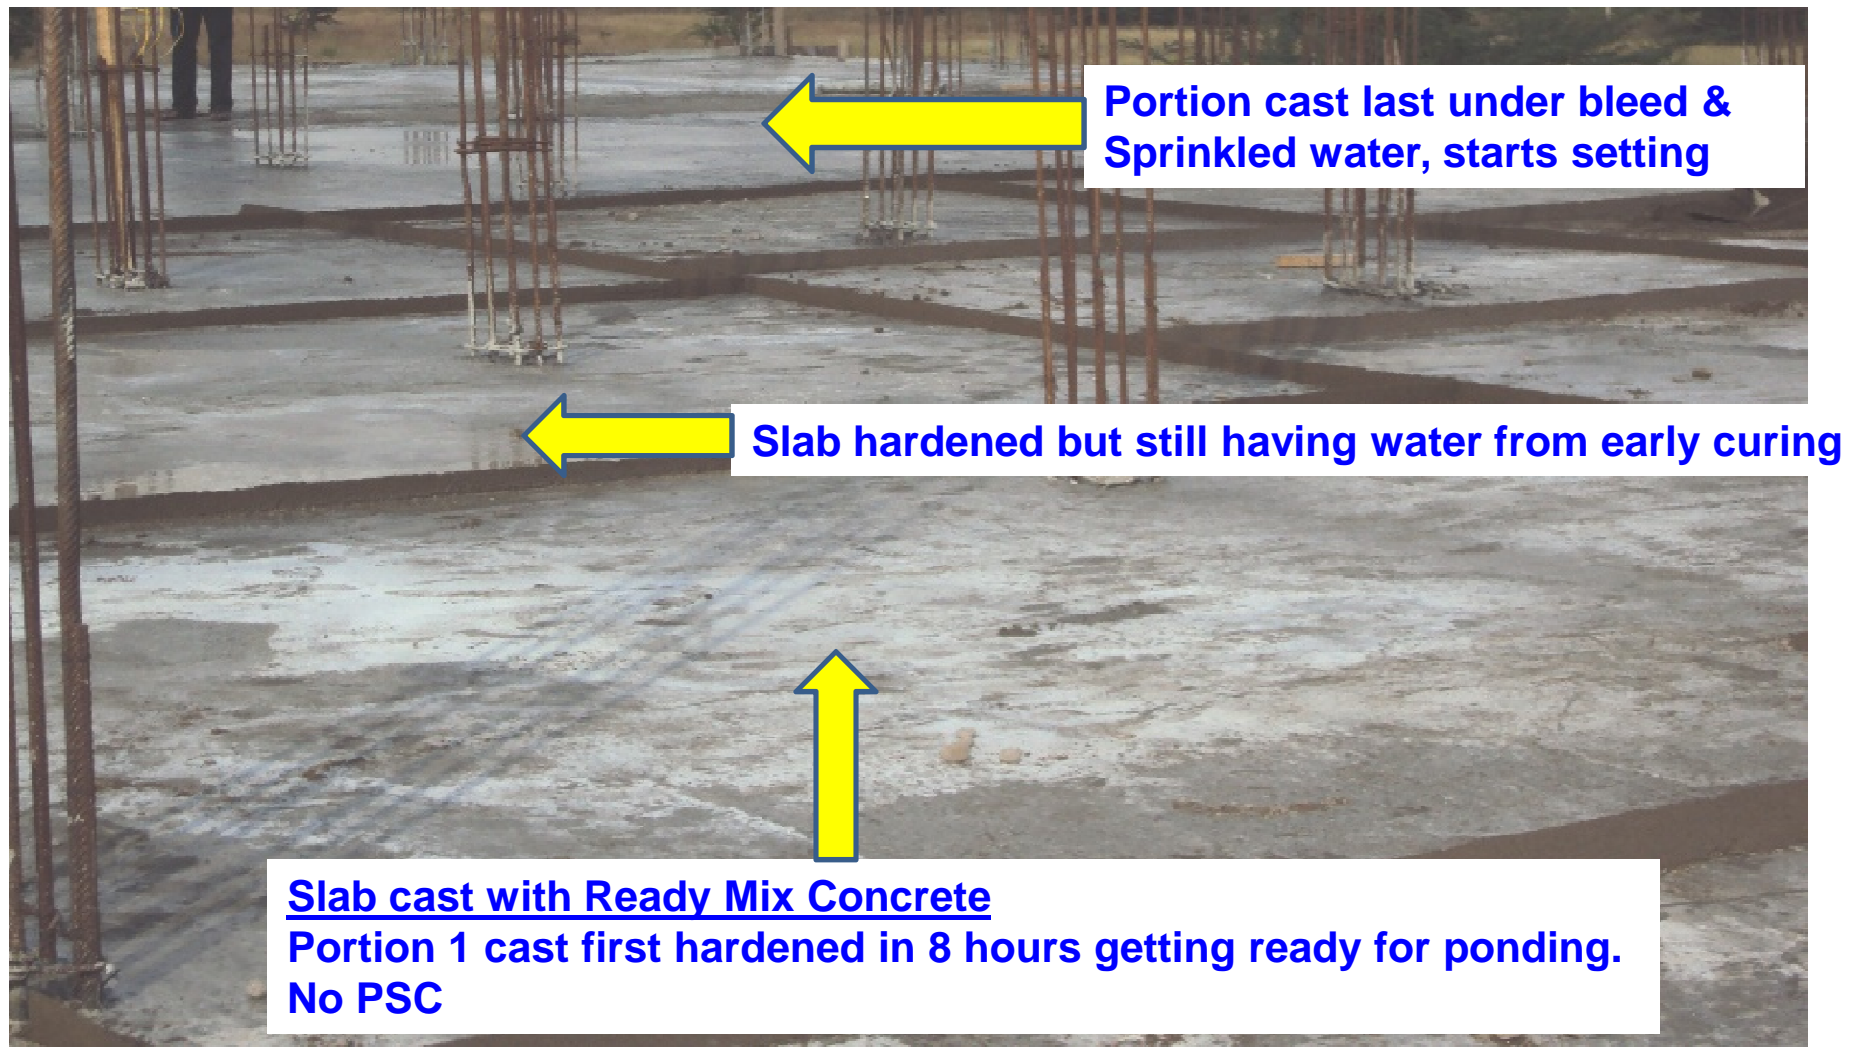 Portion cast last under bleed &
Sprinkled water, starts setting
Slab hardened but still having water from early curing
Slab cast with Ready Mix Concrete
Portion 1 cast first hardened in 8 hours getting ready for ponding.
No PSC